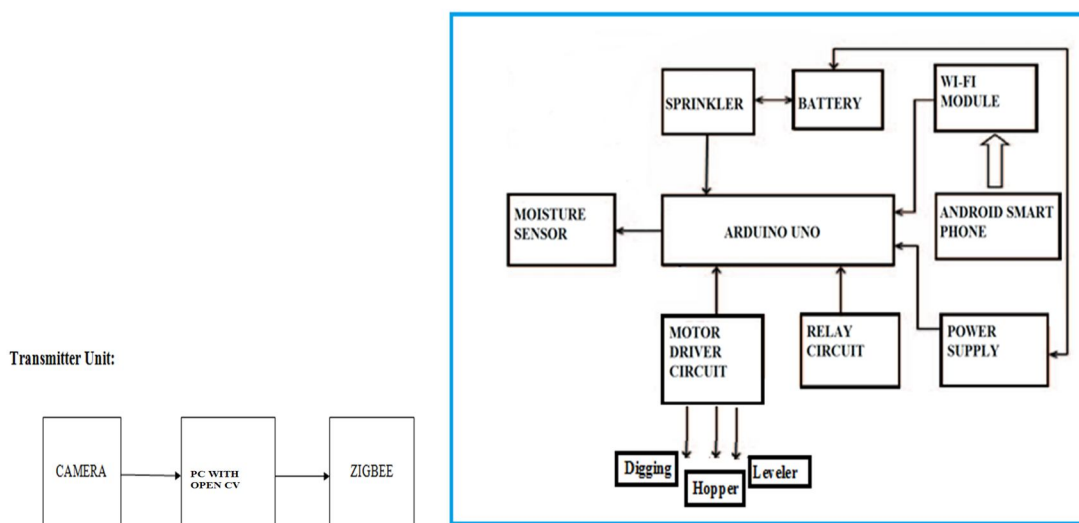 Transmitter Unit:
CAMERA
PC WITH
OPEN CV
ZIGBEE
SPRINKLER
BATTERY
WI-FI
MODULE
MOISTURE
SENSOR
ARDUINO UNO
ANDROID SMART
PHONE
MOTOR
DRIVER
CIRCUIT
RELAY
CIRCUIT
POWER
SUPPLY
Digging
Hopper
Leveler